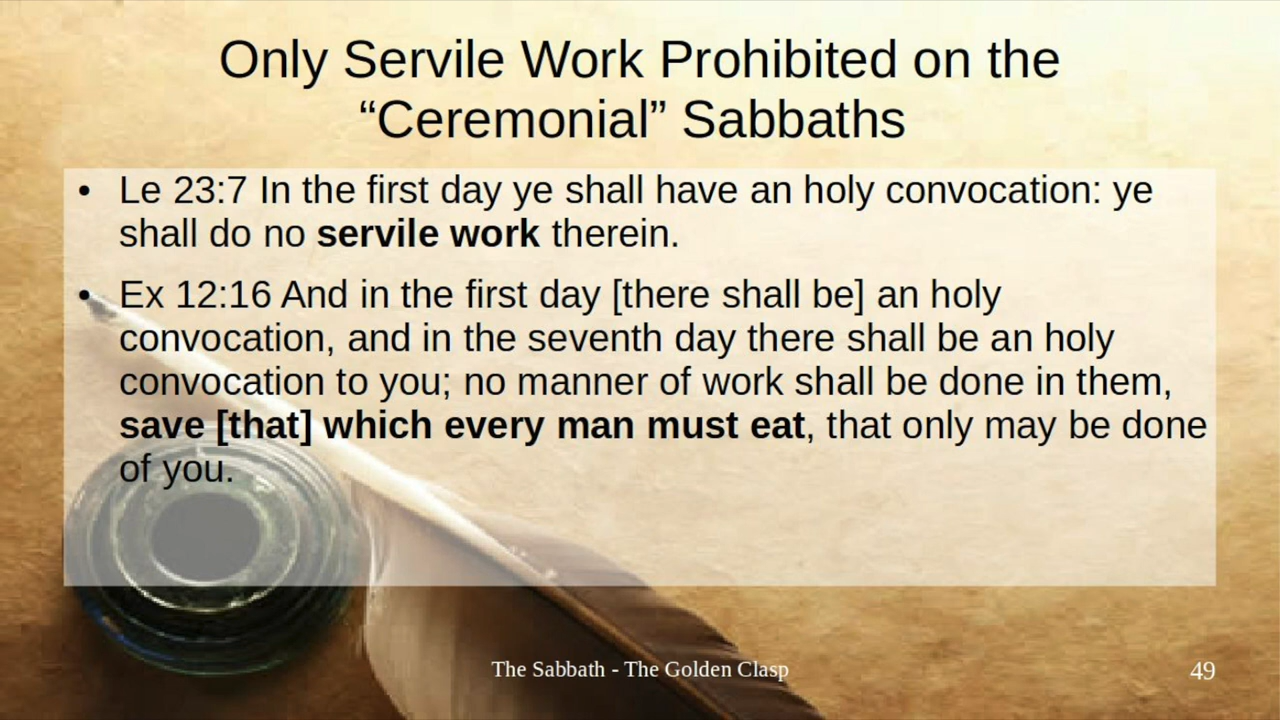 Only Servile Work Prohibited on the
“Ceremonial” Sabbaths
• Le 23:7 In the first day ye shall have an holy convocation: ye
shall do no servile work therein.
• Ex 12:16 And in the first day [there shall be] an holy
convocation, and in the seventh day there shall be an holy
convocation to you; no manner of work shall be done in them,
save [that] which every man must eat, that only may be done
of you.
The Sabbath - The Golden Clasp
49